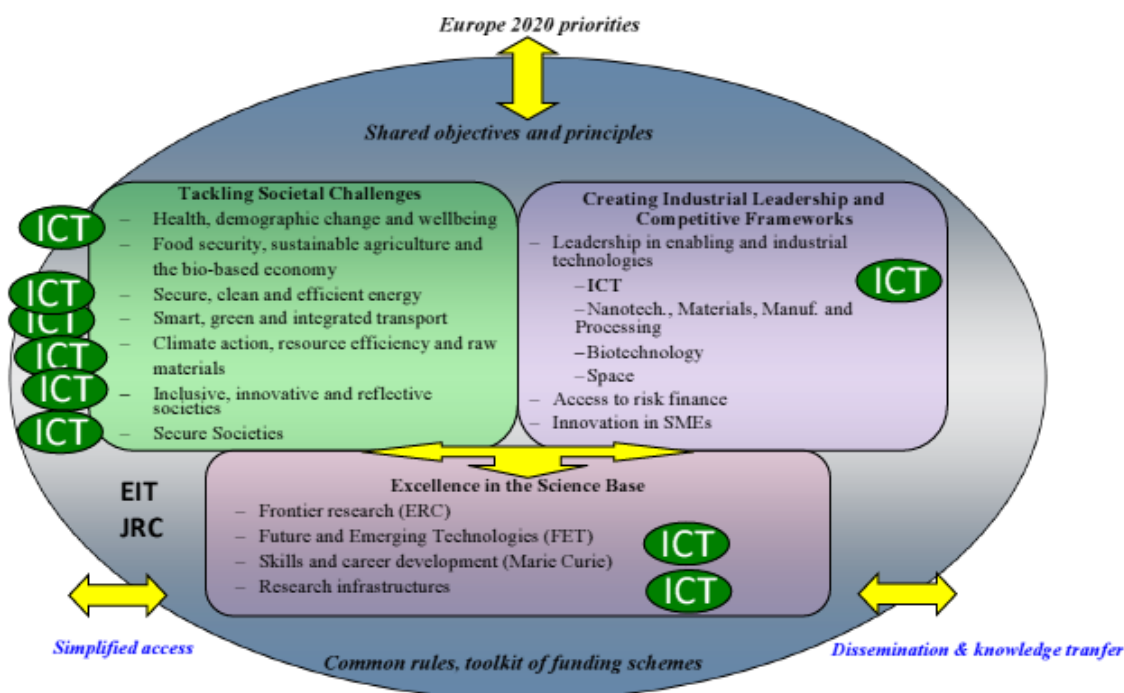 Europe 2020 priorities
Shared objectives and principles
Tackling Societal Challenges
ICT
– Health, demographic change and wellbeing
– Food security, sustainable agriculture and
the bio-based economy
ICT
– Secure, clean and efficient energy
ICT
– Smart, green and integrated transport
ICT
– Climate action, resource efficiency and raw
materials
ICT
– Inclusive, innovative and reflective
societies
ICT
– Secure Societies
Creating Industrial Leadership and
Competitive Frameworks
– Leadership in enabling and industrial
technologies
ICT
–ICT
–Nanotech., Materials, Manuf. and
Processing
–Biotechnology
–Space
– Access to risk finance
– Innovation in SMEs
Excellence in the Science Base
– Frontier research (ERC)
– Future and Emerging Technologies (FET)
ICT
– Skills and career development (Marie Curie)
– Research infrastructures
ICT
EIT
JRC
Simplified access
Common rules, toolkit of funding schemes
Dissemination & knowledge tranfer